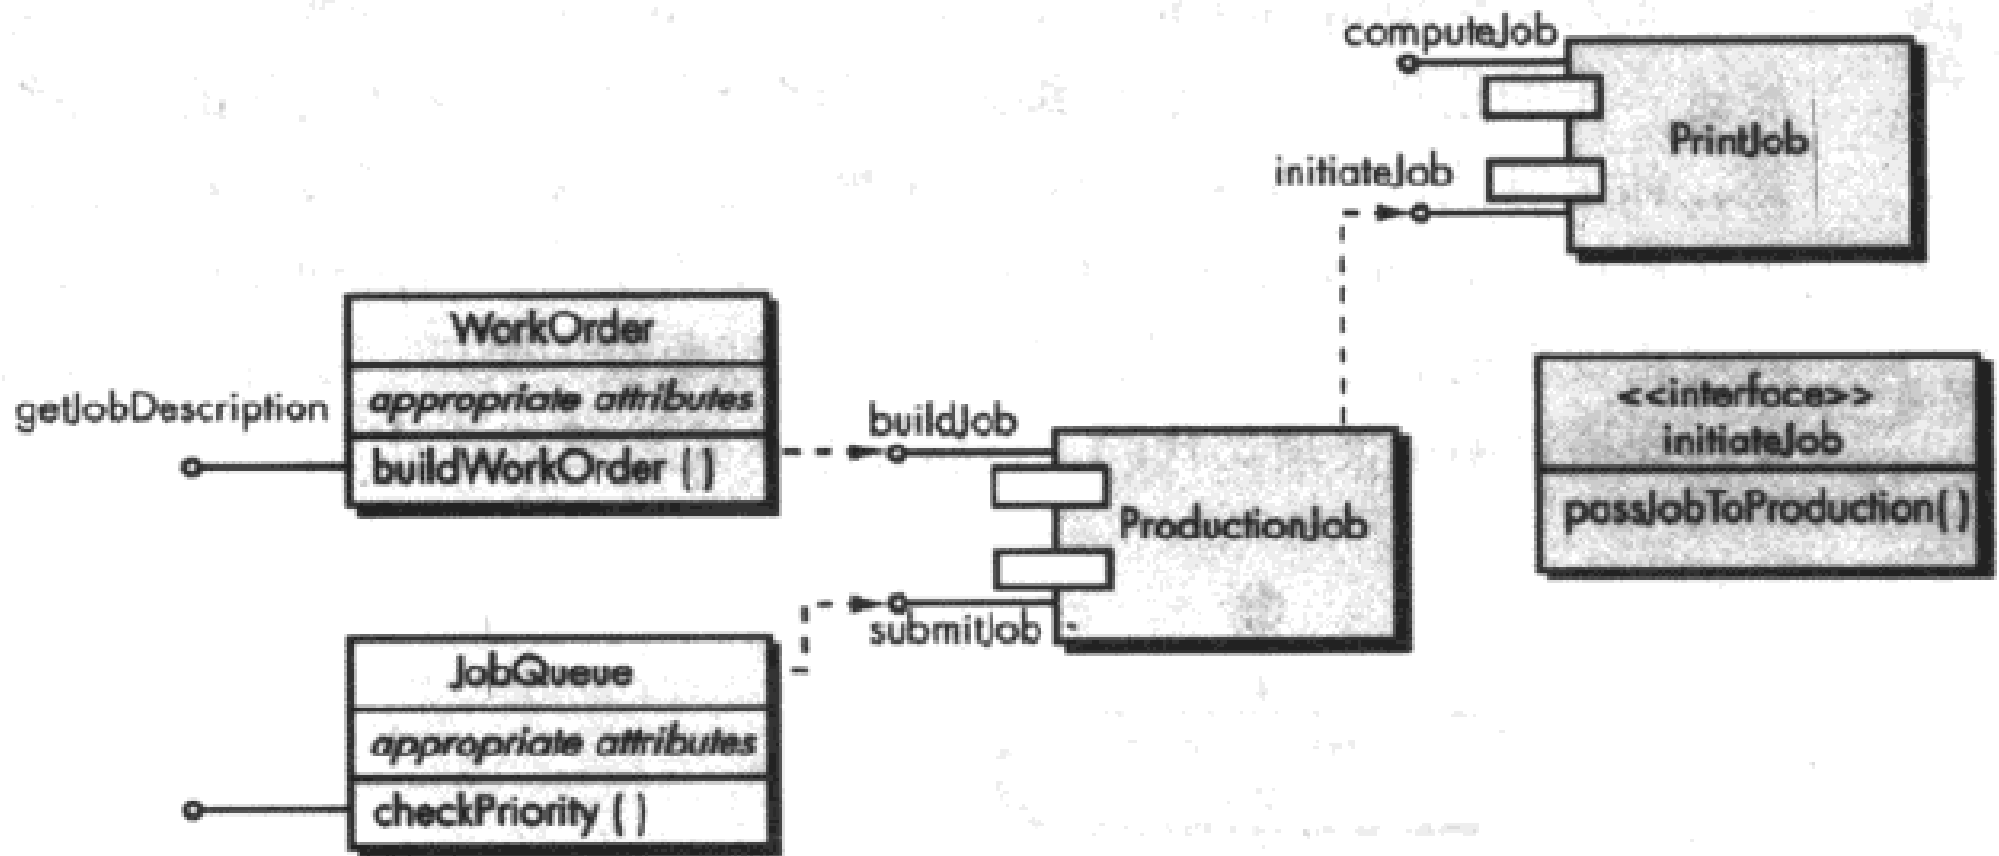 computeJob
PrintJob
initiateJob
WorkOrder
appropriate attributes
getJobDescription
buildWorkOrder ( )
buildJob
<<interface>>
initiateJob
passJobToProduction( )
ProductionJob
submitJob
JobQueue
appropriate attributes
checkPriority ( )